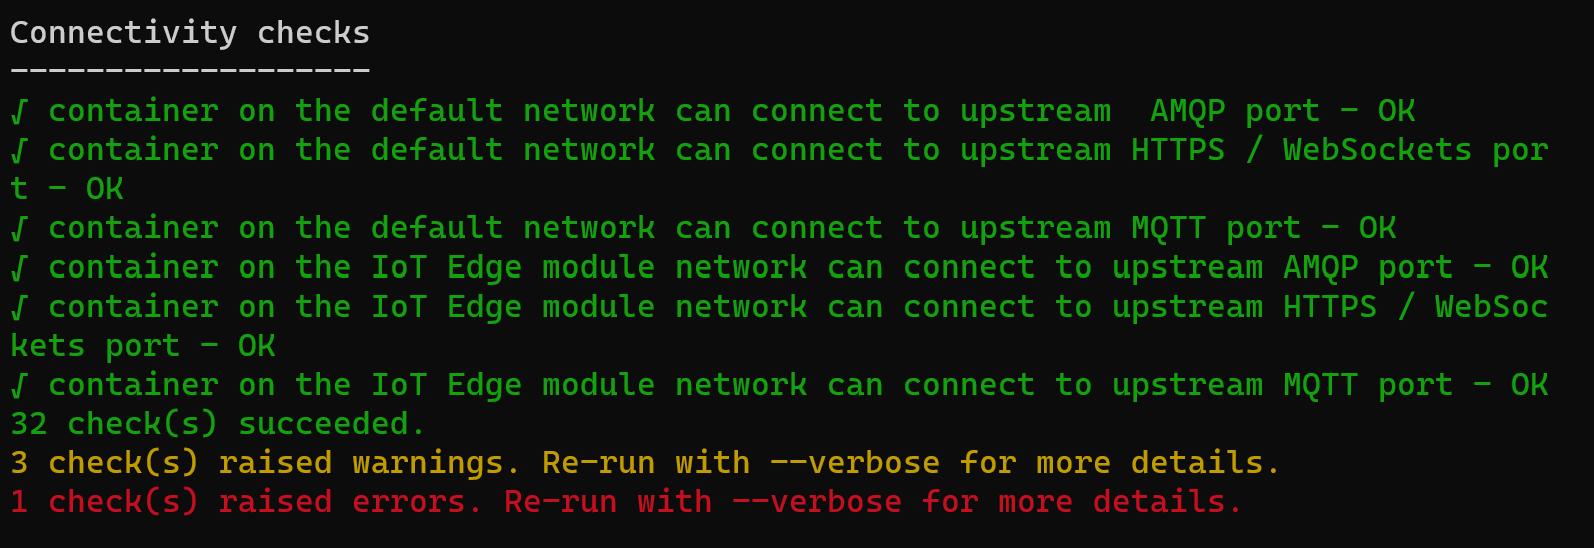 Connectivity checks
-------------------
√ container on the default network can connect to upstream  AMQP port - OK
√ container on the default network can connect to upstream HTTPS / WebSockets por
t - OK
√ container on the default network can connect to upstream MQTT port - OK
√ container on the IoT Edge module network can connect to upstream AMQP port - OK
√ container on the IoT Edge module network can connect to upstream HTTPS / WebSoc
kets port - OK
√ container on the IoT Edge module network can connect to upstream MQTT port - OK
32 check(s) succeeded.
3 check(s) raised warnings. Re-run with --verbose for more details.
1 check(s) raised errors. Re-run with --verbose for more details.